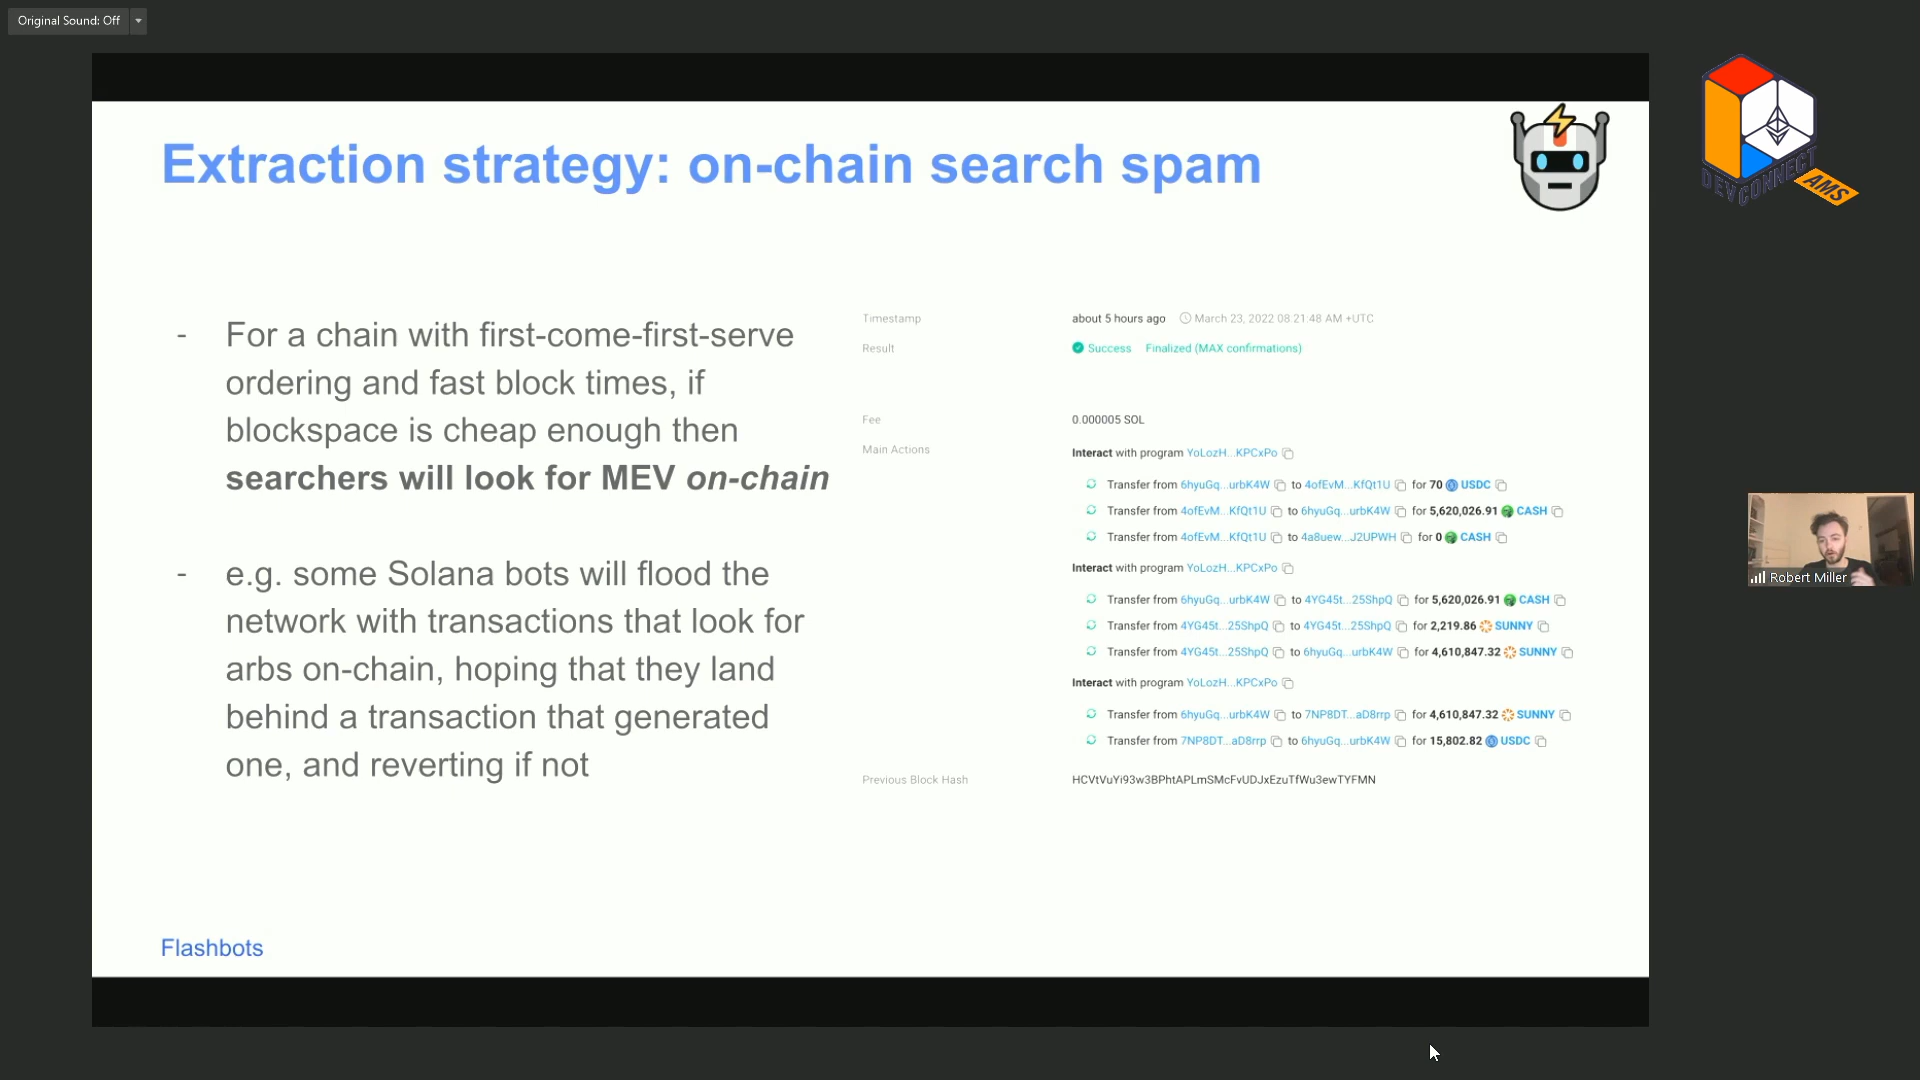 Original Sound: Off
Extraction strategy: on-chain search spam
- For a chain with first-come-first-serve
ordering and fast block times, if
blockspace is cheap enough then
searchers will look for MEV on-chain
- e.g. some Solana bots will flood the
network with transactions that look for
arbs on-chain, hoping that they land
behind a transaction that generated
one, and reverting if not
Timestamp about 5 hours ago March 23, 2022 08:21:48 AM +UTC
Result Success Finalized (MAX confirmations)
Fee 0.000005 SOL
Main Actions
Interact with program YoLozH...KPCxPo
Transfer from 6hyuGq...urbK4W to 4ofEvM...KfQt1U for 70 USDC
Transfer from 4ofEvM...KfQt1U to 6hyuGq...urbK4W for 5,620,026.91 CASH
Transfer from 4ofEvM...KfQt1U to 4a8uew...J2UPWH for 0 CASH
Interact with program YoLozH...KPCxPo
Transfer from 6hyuGq...urbK4W to 4YG45t...25ShpQ for 5,620,026.91 CASH
Transfer from 4YG45t...25ShpQ to 4YG45t...25ShpQ for 2,219.86 SUNNY
Transfer from 4YG45t...25ShpQ to 6hyuGq...urbK4W for 4,610,847.32 SUNNY
Interact with program YoLozH...KPCxPo
Transfer from 6hyuGq...urbK4W to 7NP8DT...aD8rrp for 4,610,847.32 SUNNY
Transfer from 7NP8DT...aD8rrp to 6hyuGq...urbK4W for 15,802.82 USDC
Previous Block Hash HCVtVuYi93w3BPhtAPLmSMcFvUDJxEzuTfWu3ewTYFMN
Flashbots
DEVCONNECT
AMS
Robert Miller